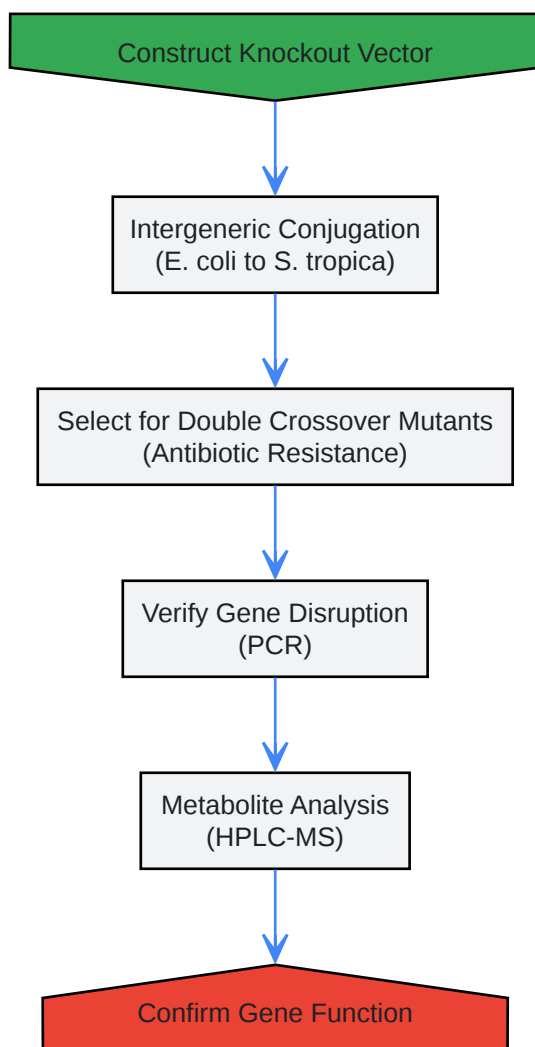 Construct Knockout Vector
Intergeneric Conjugation
(E. coli to S. tropica)
Select for Double Crossover Mutants
(Antibiotic Resistance)
Verify Gene Disruption
(PCR)
Metabolite Analysis
(HPLC-MS)
Confirm Gene Function